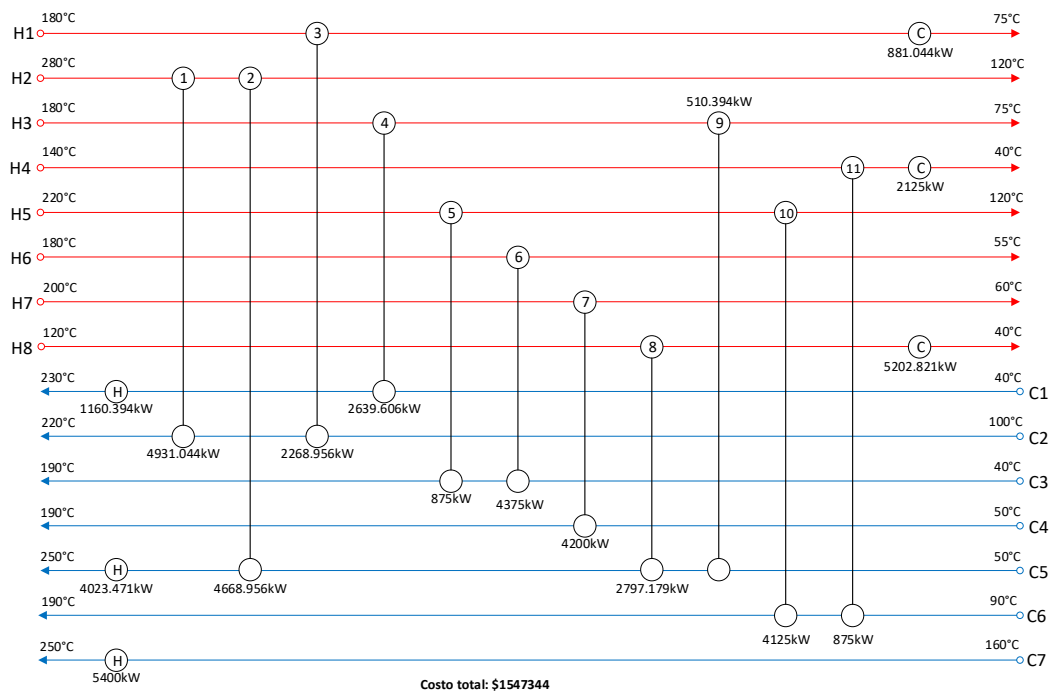 180°C 75°C
H1 3 C
881.044kW
280°C 120°C
H2 1 2
180°C 510.394kW 75°C
H3 4 9
140°C 40°C
H4 11 C
2125kW
220°C 120°C
H5 5 10
180°C 55°C
H6 6
200°C 60°C
H7 7
120°C 40°C
H8 8 C
5202.821kW
230°C 40°C
H C1
1160.394kW 2639.606kW
220°C 100°C
C2
4931.044kW 2268.956kW
190°C 40°C
C3
875kW 4375kW
190°C 50°C
C4
4200kW
250°C 50°C
H C5
4023.471kW 4668.956kW 2797.179kW
190°C 90°C
C6
4125kW 875kW
250°C 160°C
H C7
5400kW
Costo total: $1547344